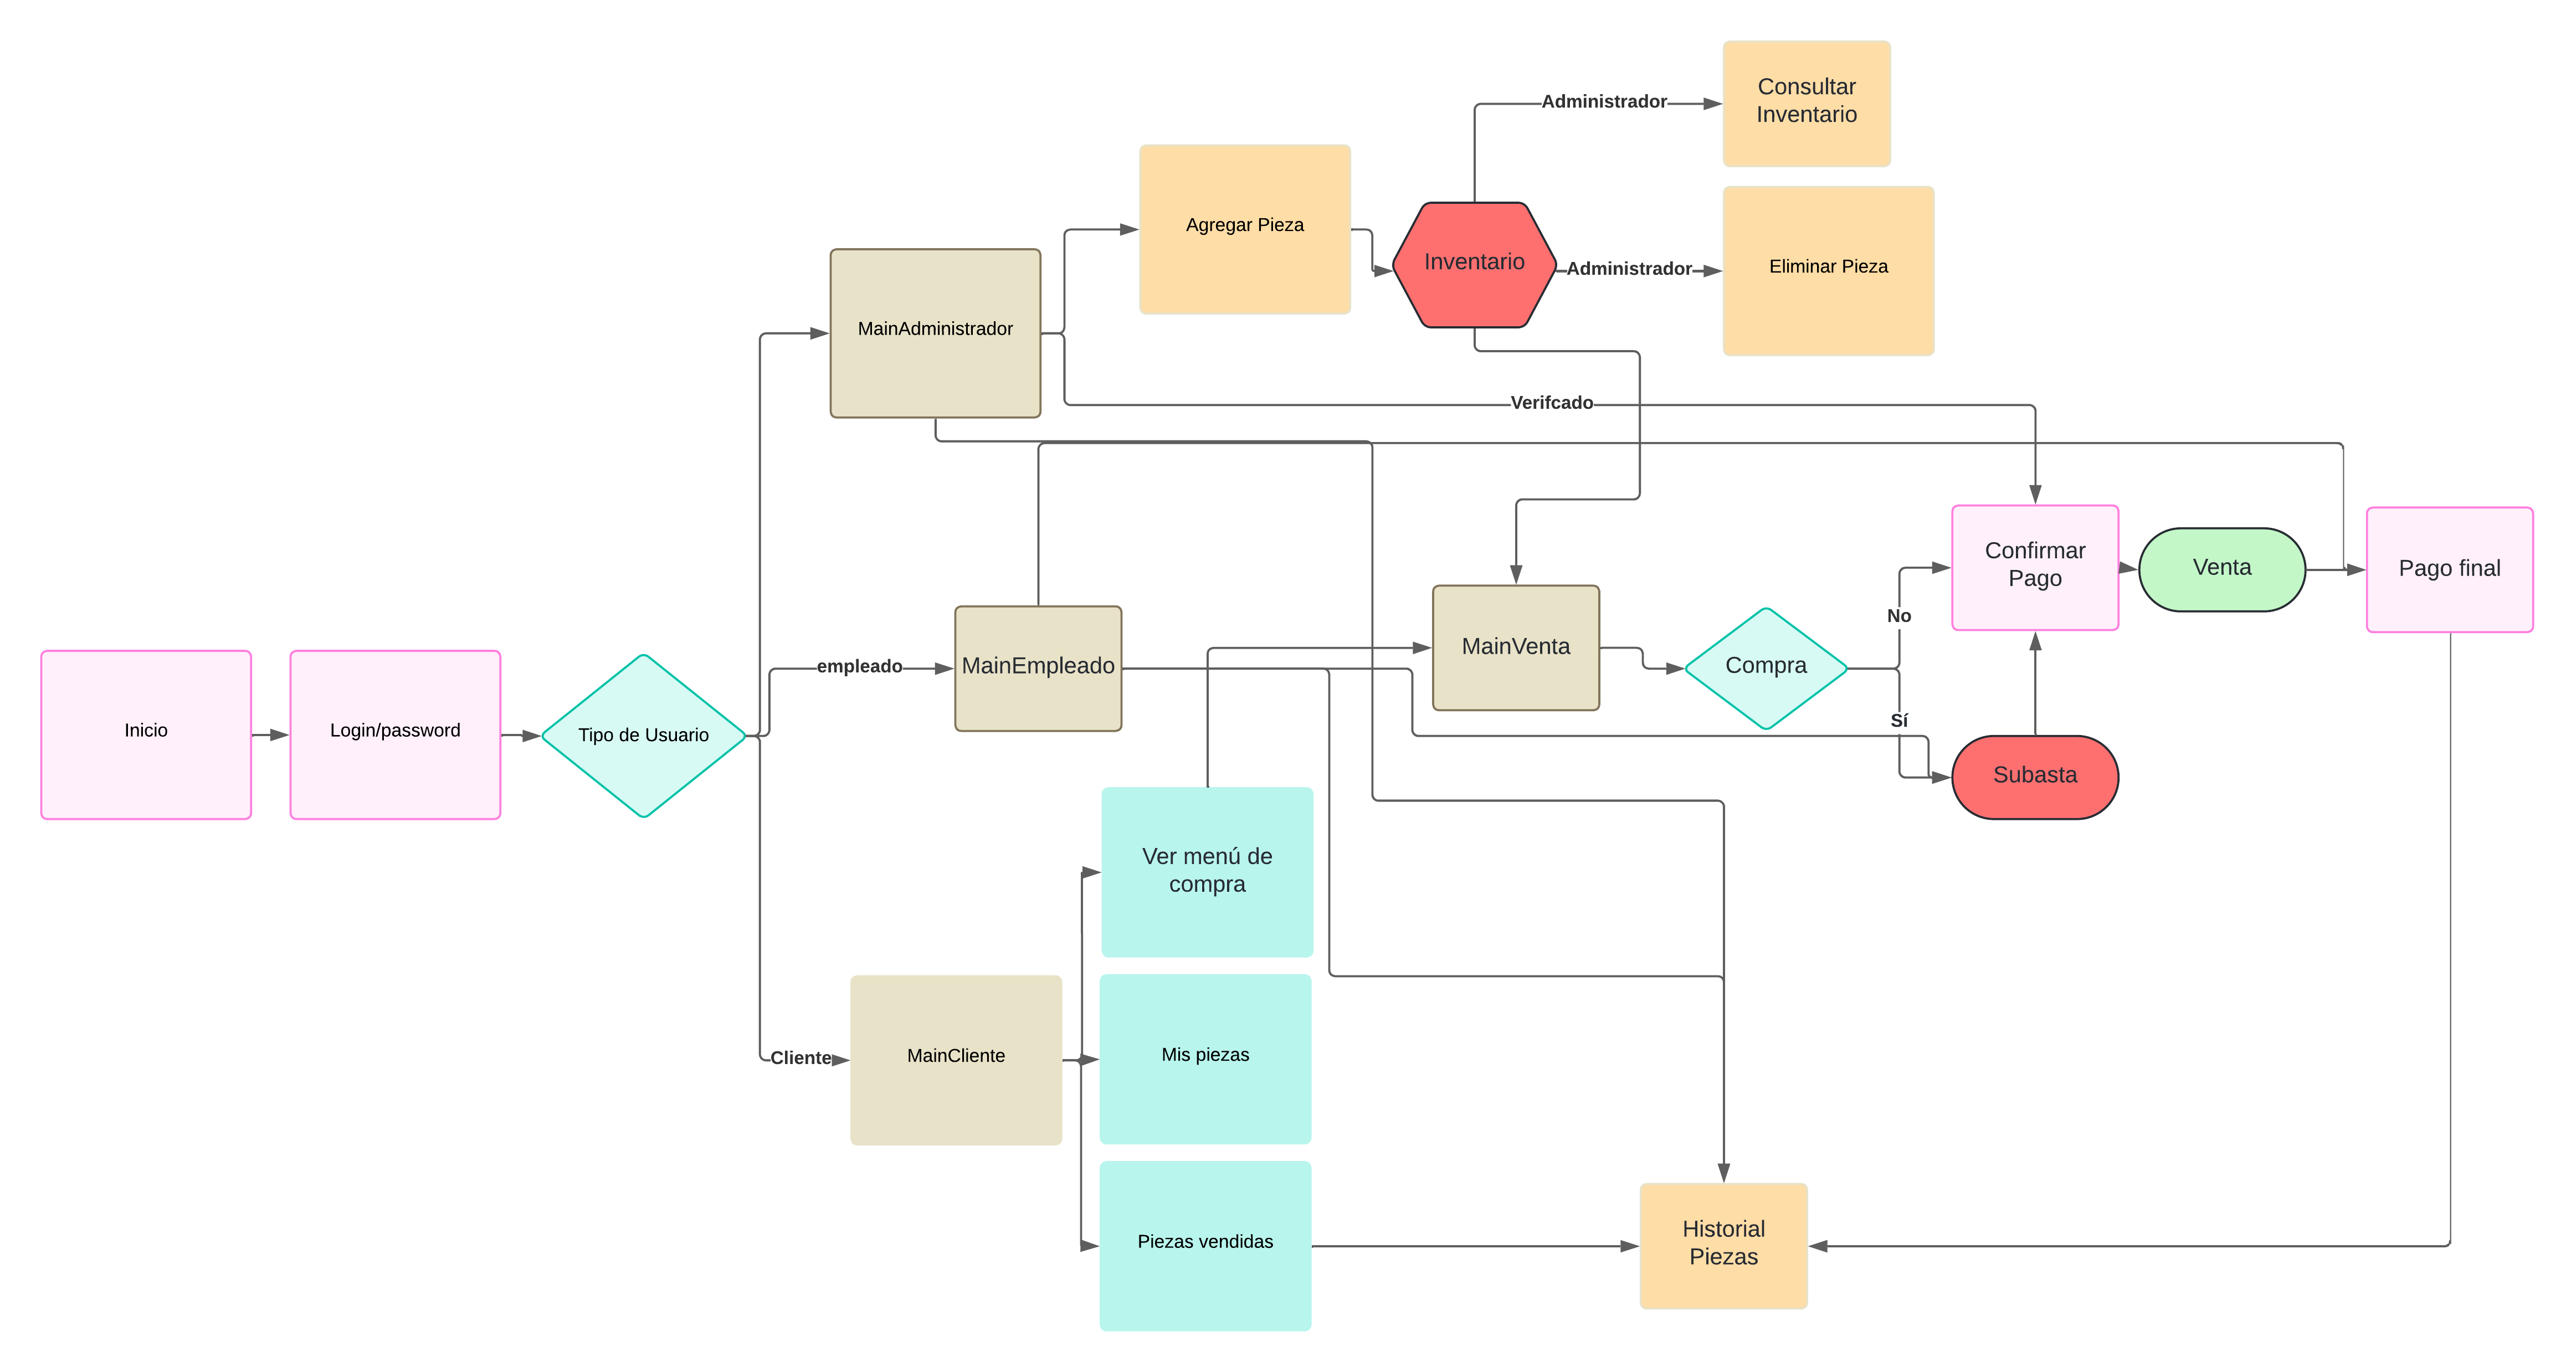 Consultar
Inventario
Administrador
Agregar Pieza
Inventario
Administrador
Eliminar Pieza
MainAdministrador
Verifcado
Confirmar
Pago
Venta
Pago final
No
MainVenta
Compra
empleado
MainEmpleado
Inicio
Login/password
Tipo de Usuario
Sí
Subasta
Ver menú de
compra
Cliente
MainCliente
Mis piezas
Piezas vendidas
Historial
Piezas